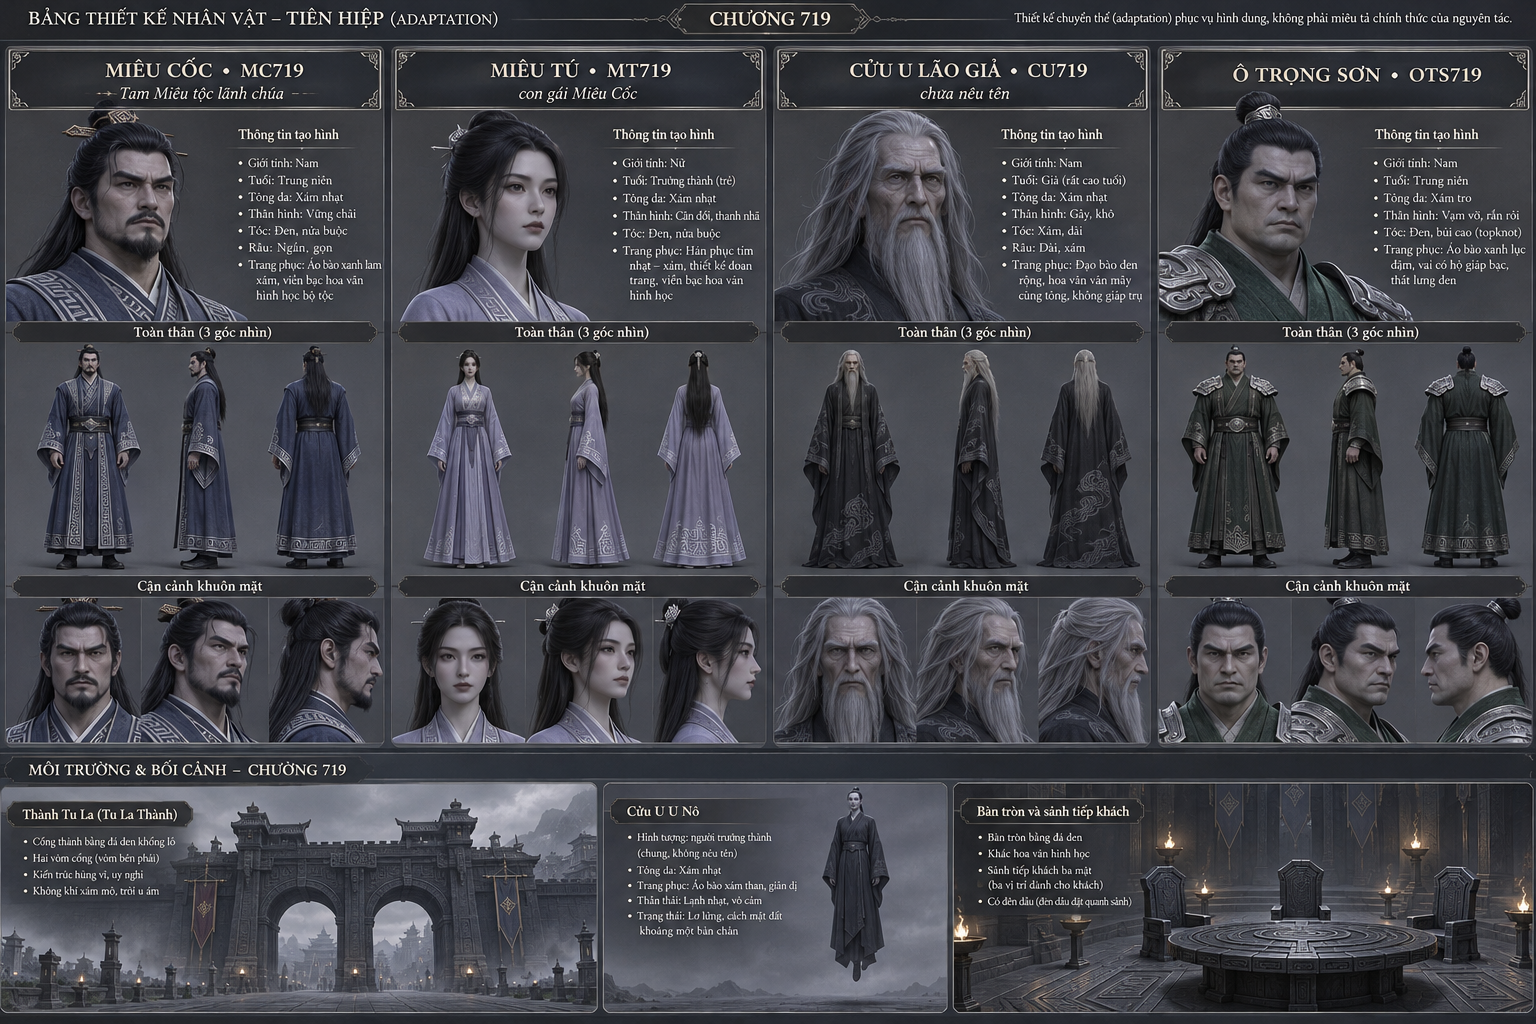 BẢNG THIẾT KẾ NHÂN VẬT – TIÊN HIỆP (ADAPTATION)
CHƯƠNG 719
Thiết kế chuyển thể (adaptation) phục vụ hình dung, không phải miêu tả chính thức của nguyên tác.
MIÊU CỐC • MC719
Tam Miêu tộc lãnh chúa
Thông tin tạo hình
• Giới tính: Nam
• Tuổi: Trung niên
• Tông da: Xám nhạt
• Thân hình: Vững chãi
• Tóc: Đen, nửa buộc
• Râu: Ngắn, gọn
• Trang phục: Áo bào xanh lam
xám, viền bạc hoa văn
hình học bộ tộc
Toàn thân (3 góc nhìn)
Cận cảnh khuôn mặt
MIÊU TÚ • MT719
con gái Miêu Cốc
Thông tin tạo hình
• Giới tính: Nữ
• Tuổi: Trưởng thành (trẻ)
• Tông da: Xám nhạt
• Thân hình: Cân đối, thanh nhã
• Tóc: Đen, nửa buộc
• Trang phục: Hán phục tím
nhạt – xám, thiết kế đoan
trang, viền bạc hoa văn
hình học
Toàn thân (3 góc nhìn)
Cận cảnh khuôn mặt
CỬU U LÃO GIẢ • CU719
chưa nêu tên
Thông tin tạo hình
• Giới tính: Nam
• Tuổi: Già (rất cao tuổi)
• Tông da: Xám nhạt
• Thân hình: Gầy, khô
• Tóc: Xám, dài
• Râu: Dài, xám
• Trang phục: Đạo bào đen
rộng, hoa văn vân mây
cùng tông, không giáp trụ
Toàn thân (3 góc nhìn)
Cận cảnh khuôn mặt
Ô TRỌNG SƠN • OTS719
Thông tin tạo hình
• Giới tính: Nam
• Tuổi: Trung niên
• Tông da: Xám tro
• Thân hình: Vạm vỡ, rắn rỏi
• Tóc: Đen, búi cao (topknot)
• Trang phục: Áo bào xanh lục
đậm, vai có hộ giáp bạc,
thắt lưng đen
Toàn thân (3 góc nhìn)
Cận cảnh khuôn mặt
MÔI TRƯỜNG & BỐI CẢNH – CHƯỜNG 719
Thành Tu La (Tu La Thành)
• Cổng thành bằng đá đen khổng lồ
• Hai vòm cổng (vòm bên phải)
• Kiến trúc hùng vĩ, uy nghi
• Không khí xám mờ, trời u ám
Cửu U U Nô
• Hình tượng: người trưởng thành
(chung, không nêu tên)
• Tông da: Xám nhạt
• Trang phục: Áo bào xám than, giản dị
• Thần thái: Lạnh nhạt, vô cảm
• Trạng thái: Lơ lửng, cách mặt đất
khoảng một bàn chân
Bàn tròn và sảnh tiếp khách
• Bàn tròn bằng đá đen
• Khắc hoa văn hình học
• Sảnh tiếp khách ba mặt
(ba vị trí dành cho khách)
• Có đèn dầu (đèn dầu đặt quanh sảnh)